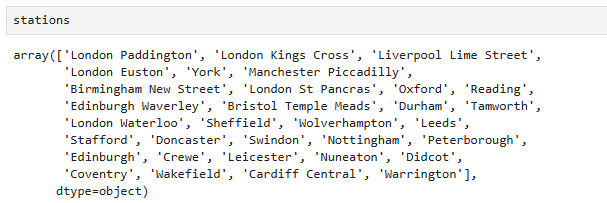 stations
array(['London Paddington', 'London Kings Cross', 'Liverpool Lime Street',
'London Euston', 'York', 'Manchester Piccadilly',
'Birmingham New Street', 'London St Pancras', 'Oxford', 'Reading',
'Edinburgh Waverley', 'Bristol Temple Meads', 'Durham', 'Tamworth',
'London Waterloo', 'Sheffield', 'Wolverhampton', 'Leeds',
'Stafford', 'Doncaster', 'Swindon', 'Nottingham', 'Peterborough',
'Edinburgh', 'Crewe', 'Leicester', 'Nuneaton', 'Didcot',
'Coventry', 'Wakefield', 'Cardiff Central', 'Warrington'],
dtype=object)